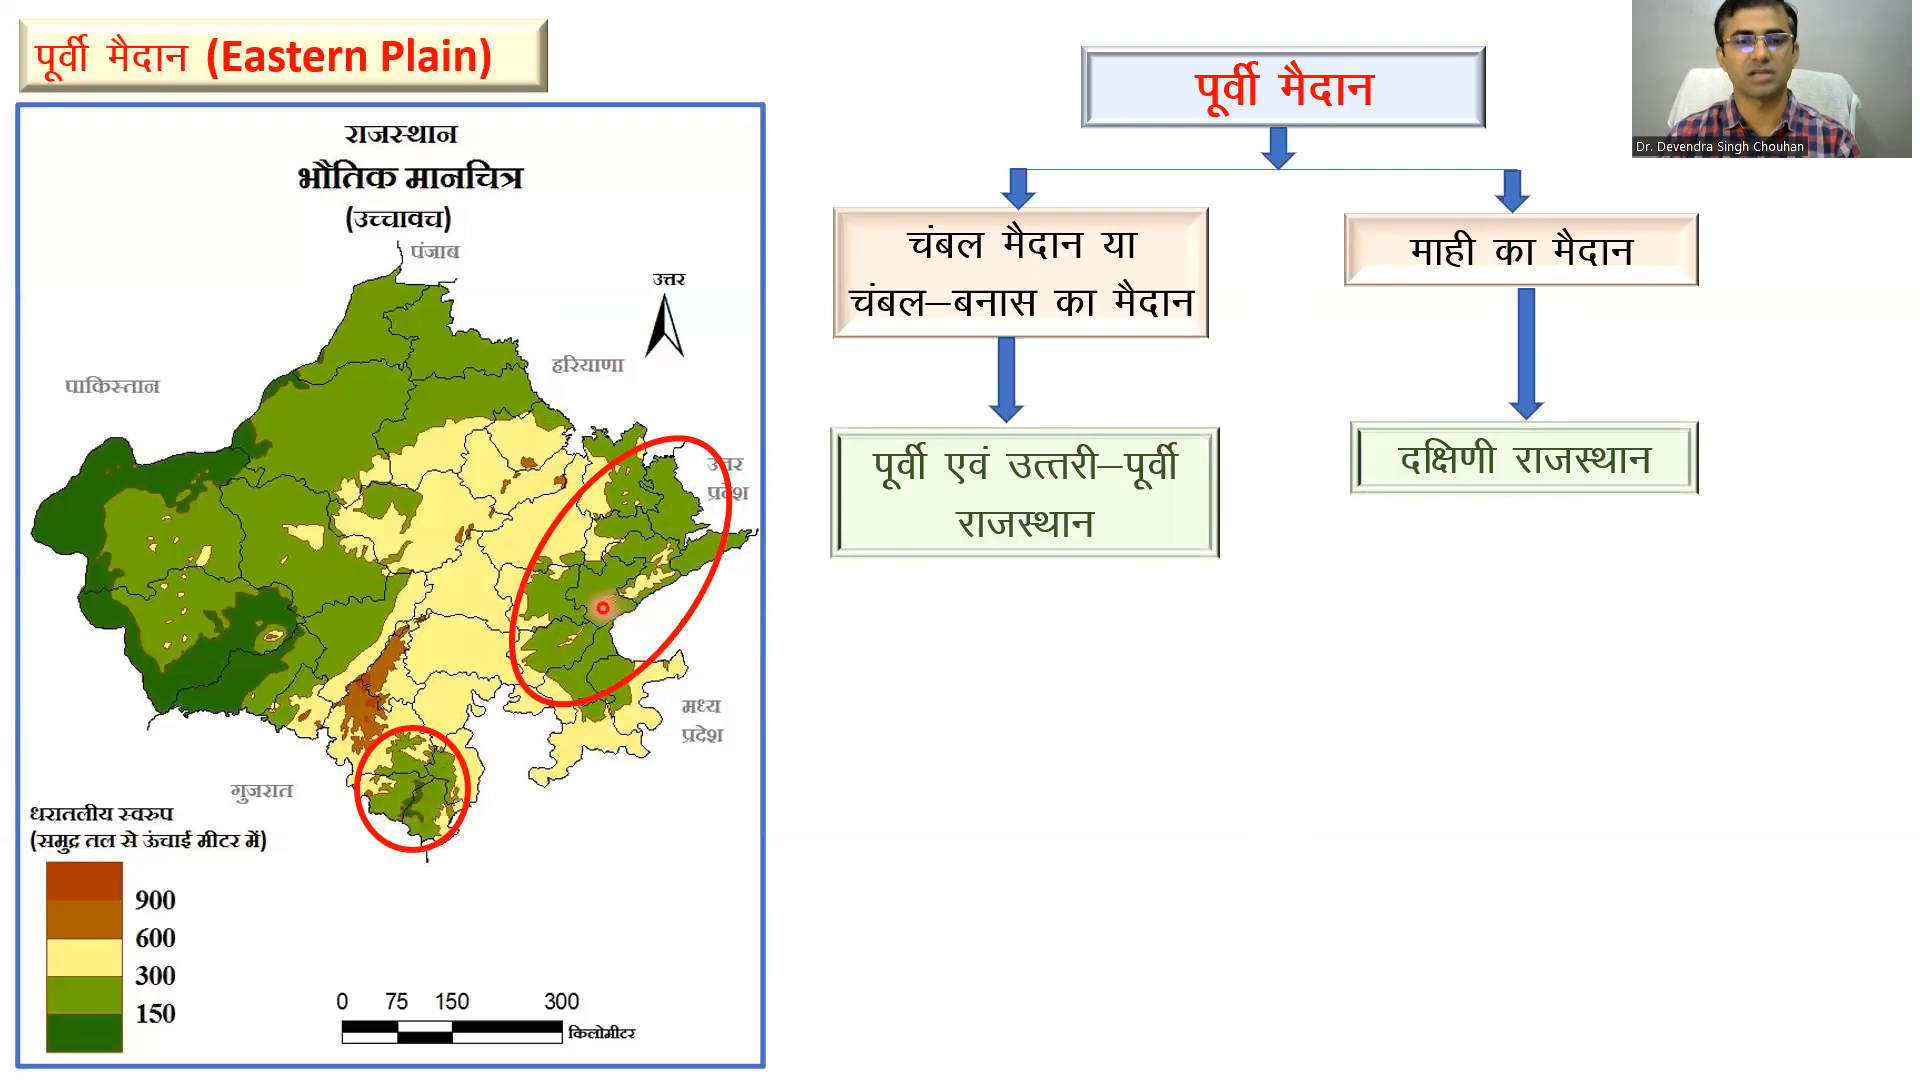 पूर्वी मैदान (Eastern Plain)
राजस्थान
भौतिक मानचित्र
(उच्चावच)
पंजाब
उत्तर
हरियाणा
पाकिस्तान
उत्तर
प्रदेश
मध्य
प्रदेश
गुजरात
धरातलीय स्वरुप
(समुद्र तल से ऊंचाई मीटर में)
900
600
300
150
0 75 150 300
किलोमीटर
पूर्वी मैदान
चंबल मैदान या
चंबल–बनास का मैदान
माही का मैदान
पूर्वी एवं उत्तरी–पूर्वी
राजस्थान
दक्षिणी राजस्थान
Dr. Devendra Singh Chouhan